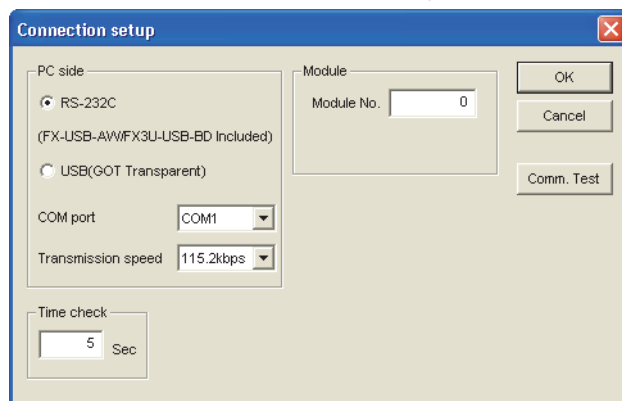 Connection setup
PC side
RS-232C
(FX-USB-AW/FX3U-USB-BD Included)
USB(GOT Transparent)
COM port
COM1
Transmission speed
115.2kbps
Time check
5
Sec
Module
Module No.
0
OK
Cancel
Comm. Test